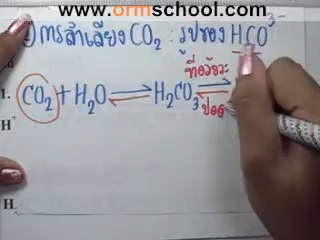 www.ormschool.com
) การลำเลียง CO₂ : รูปของ HCO³⁻
ที่อวัยวะ
1. CO₂ + H₂O ⇌ H₂CO₃ ⇌
ปอด
H⁺
H.